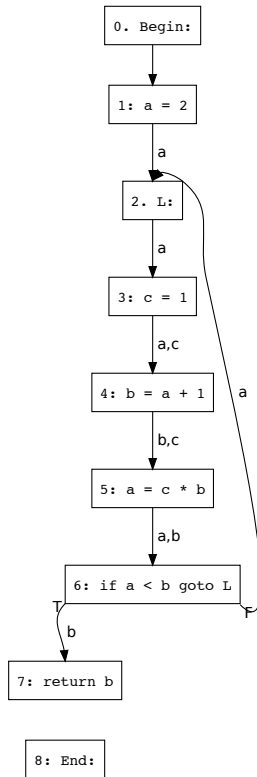 0. Begin:
1: a = 2
a
2. L:
a
3: c = 1
a,c
a
4: b = a + 1
b,c
5: a = c * b
a,b
6: if a < b goto L
T
F
b
7: return b
8: End: